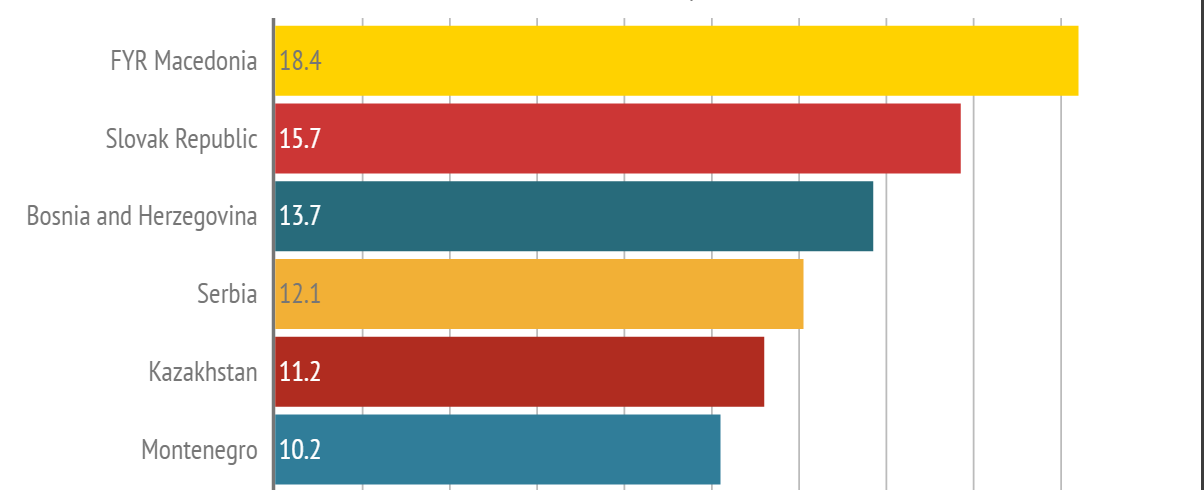 FYR Macedonia 18.4
Slovak Republic 15.7
Bosnia and Herzegovina 13.7
Serbia 12.1
Kazakhstan 11.2
Montenegro 10.2